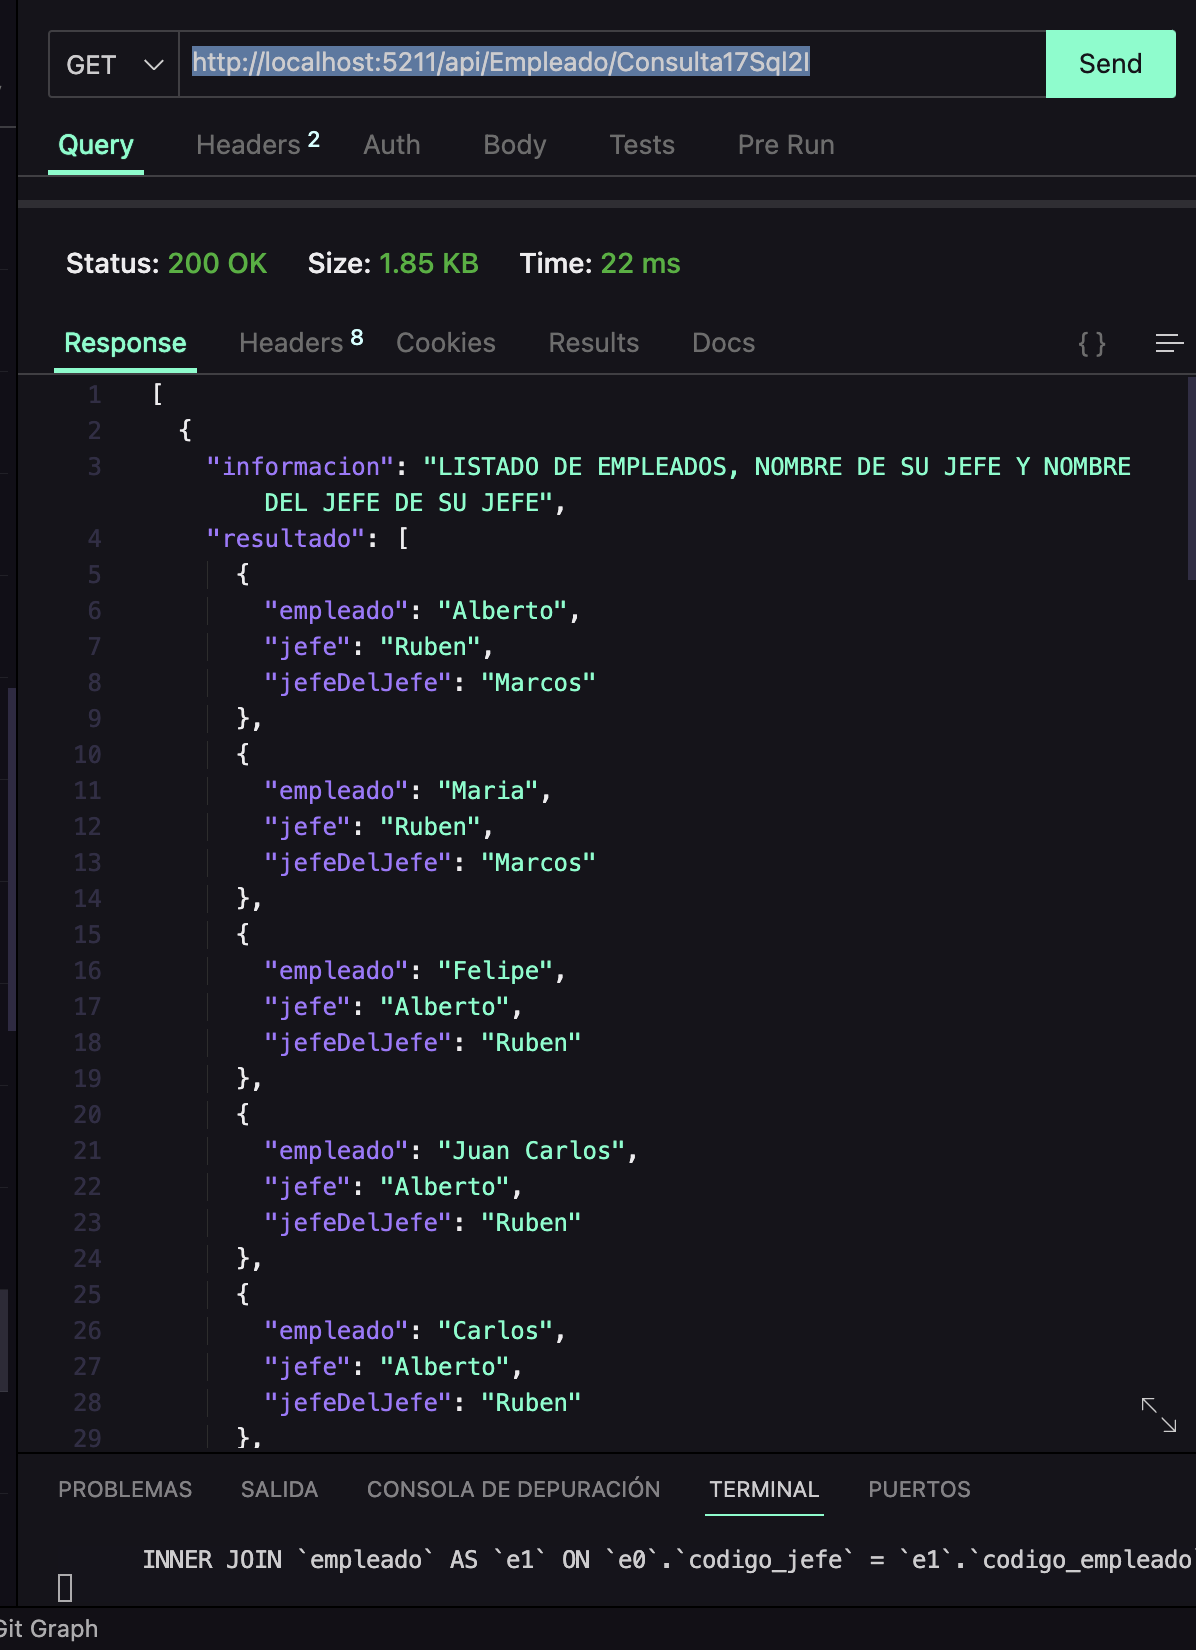 GET http://localhost:5211/api/Empleado/Consulta17Sql2I Send
Query Headers 2 Auth Body Tests Pre Run
Status: 200 OK Size: 1.85 KB Time: 22 ms
Response Headers 8 Cookies Results Docs { }
1 [
2 {
3 "informacion": "LISTADO DE EMPLEADOS, NOMBRE DE SU JEFE Y NOMBRE
DEL JEFE DE SU JEFE",
4 "resultado": [
5 {
6 "empleado": "Alberto",
7 "jefe": "Ruben",
8 "jefeDelJefe": "Marcos"
9 },
10 {
11 "empleado": "Maria",
12 "jefe": "Ruben",
13 "jefeDelJefe": "Marcos"
14 },
15 {
16 "empleado": "Felipe",
17 "jefe": "Alberto",
18 "jefeDelJefe": "Ruben"
19 },
20 {
21 "empleado": "Juan Carlos",
22 "jefe": "Alberto",
23 "jefeDelJefe": "Ruben"
24 },
25 {
26 "empleado": "Carlos",
27 "jefe": "Alberto",
28 "jefeDelJefe": "Ruben"
29 },
PROBLEMAS SALIDA CONSOLA DE DEPURACIÓN TERMINAL PUERTOS
INNER JOIN `empleado` AS `e1` ON `e0`.`codigo_jefe` = `e1`.`codigo_empleado`
Git Graph